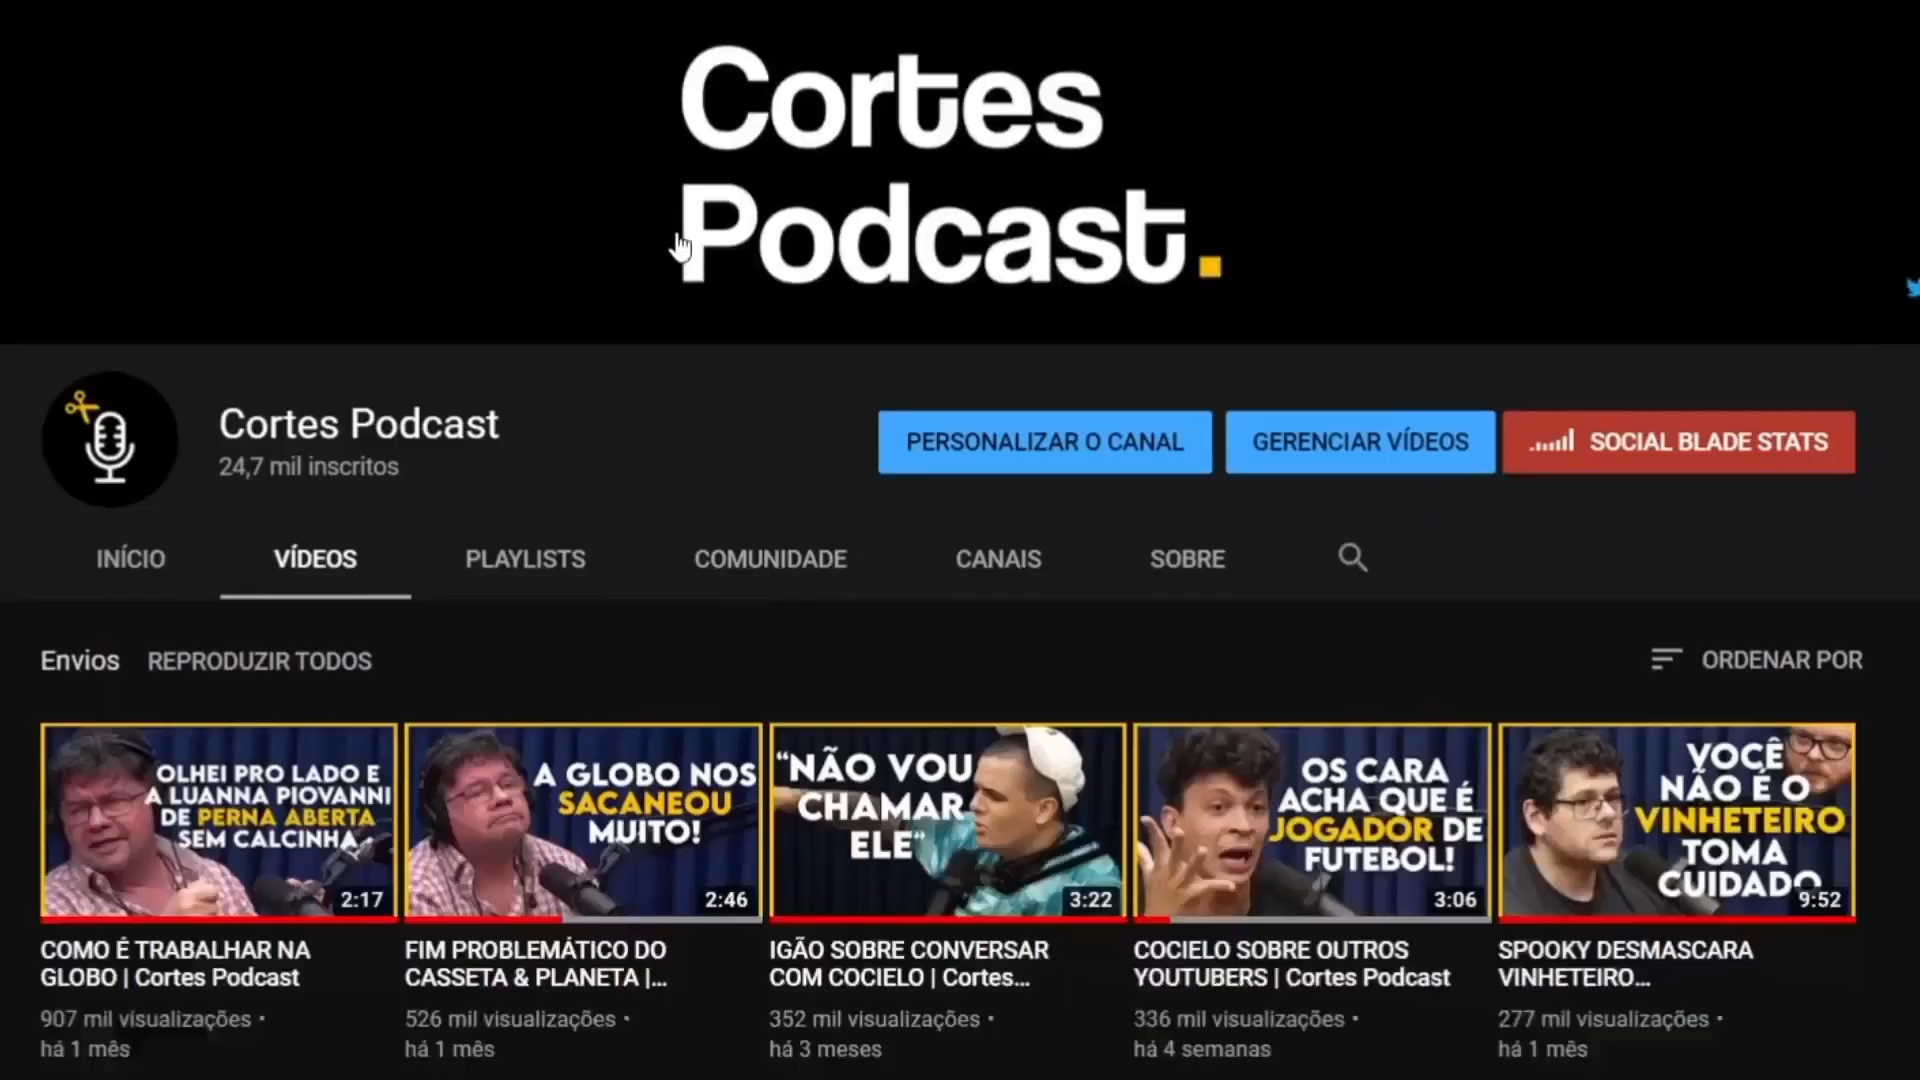 Cortes
Podcast.
Cortes Podcast
24,7 mil inscritos
PERSONALIZAR O CANAL
GERENCIAR VÍDEOS
SOCIAL BLADE STATS
INÍCIO
VÍDEOS
PLAYLISTS
COMUNIDADE
CANAIS
SOBRE
Envios
REPRODUZIR TODOS
ORDENAR POR
OLHEI PRO LADO E
A LUANNA PIOVANNI
DE PERNA ABERTA
SEM CALCINHA
2:17
COMO É TRABALHAR NA
GLOBO | Cortes Podcast
907 mil visualizações •
há 1 mês
A GLOBO NOS
SACANEOU
MUITO!
2:46
FIM PROBLEMÁTICO DO
CASSETA & PLANETA |...
526 mil visualizações •
há 1 mês
“NÃO VOU
CHAMAR
ELE“
3:22
IGÃO SOBRE CONVERSAR
COM COCIELO | Cortes...
352 mil visualizações •
há 3 meses
OS CARA
ACHA QUE É
JOGADOR DE
FUTEBOL!
3:06
COCIELO SOBRE OUTROS
YOUTUBERS | Cortes Podcast
336 mil visualizações •
há 4 semanas
VOCÊ
NÃO É O
VINHETEIRO
TOMA
CUIDADO
9:52
SPOOKY DESMASCARA
VINHETEIRO...
277 mil visualizações •
há 1 mês